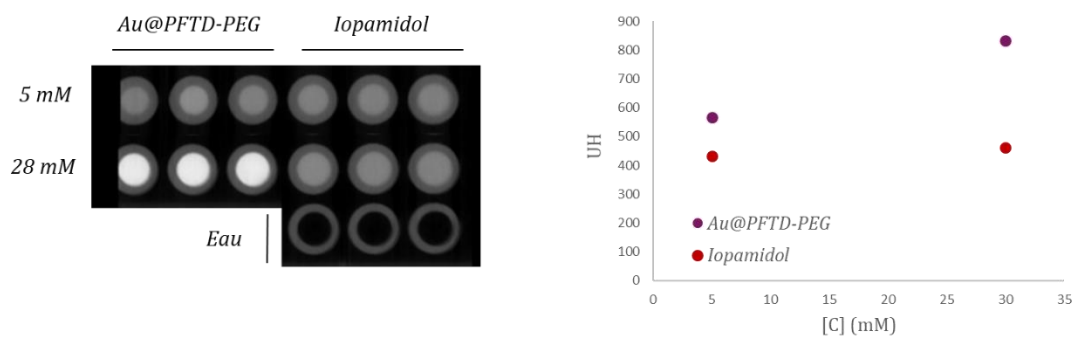 Au@PFTD-PEG Iopamidol
5 mM
28 mM
Eau
900
800
700
600
500
400
300
200
100
0
UH
Au@PFTD-PEG
Iopamidol
0 5 10 15 20 25 30 35
[C] (mM)